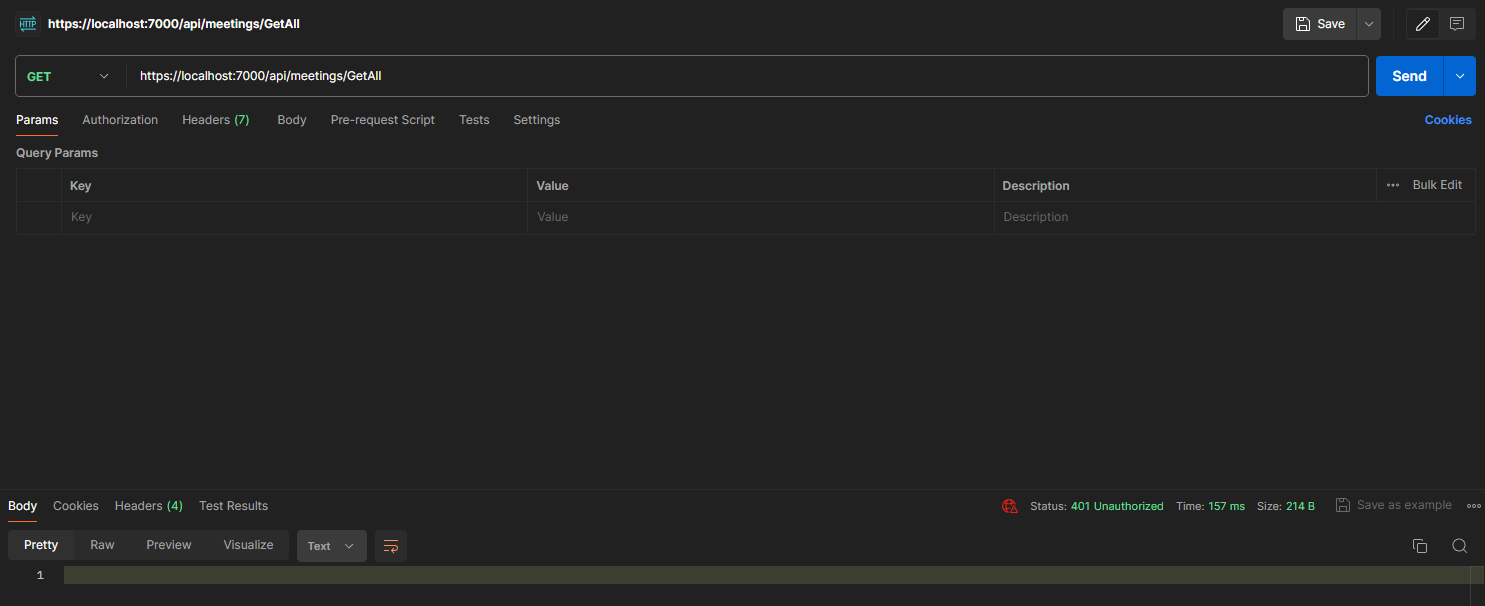 HTTP https://localhost:7000/api/meetings/GetAll Save
GET https://localhost:7000/api/meetings/GetAll Send
Params Authorization Headers (7) Body Pre-request Script Tests Settings Cookies
Query Params
Key Value Description Bulk Edit
Key Value Description
Body Cookies Headers (4) Test Results Status: 401 Unauthorized Time: 157 ms Size: 214 B Save as example
Pretty Raw Preview Visualize Text
1